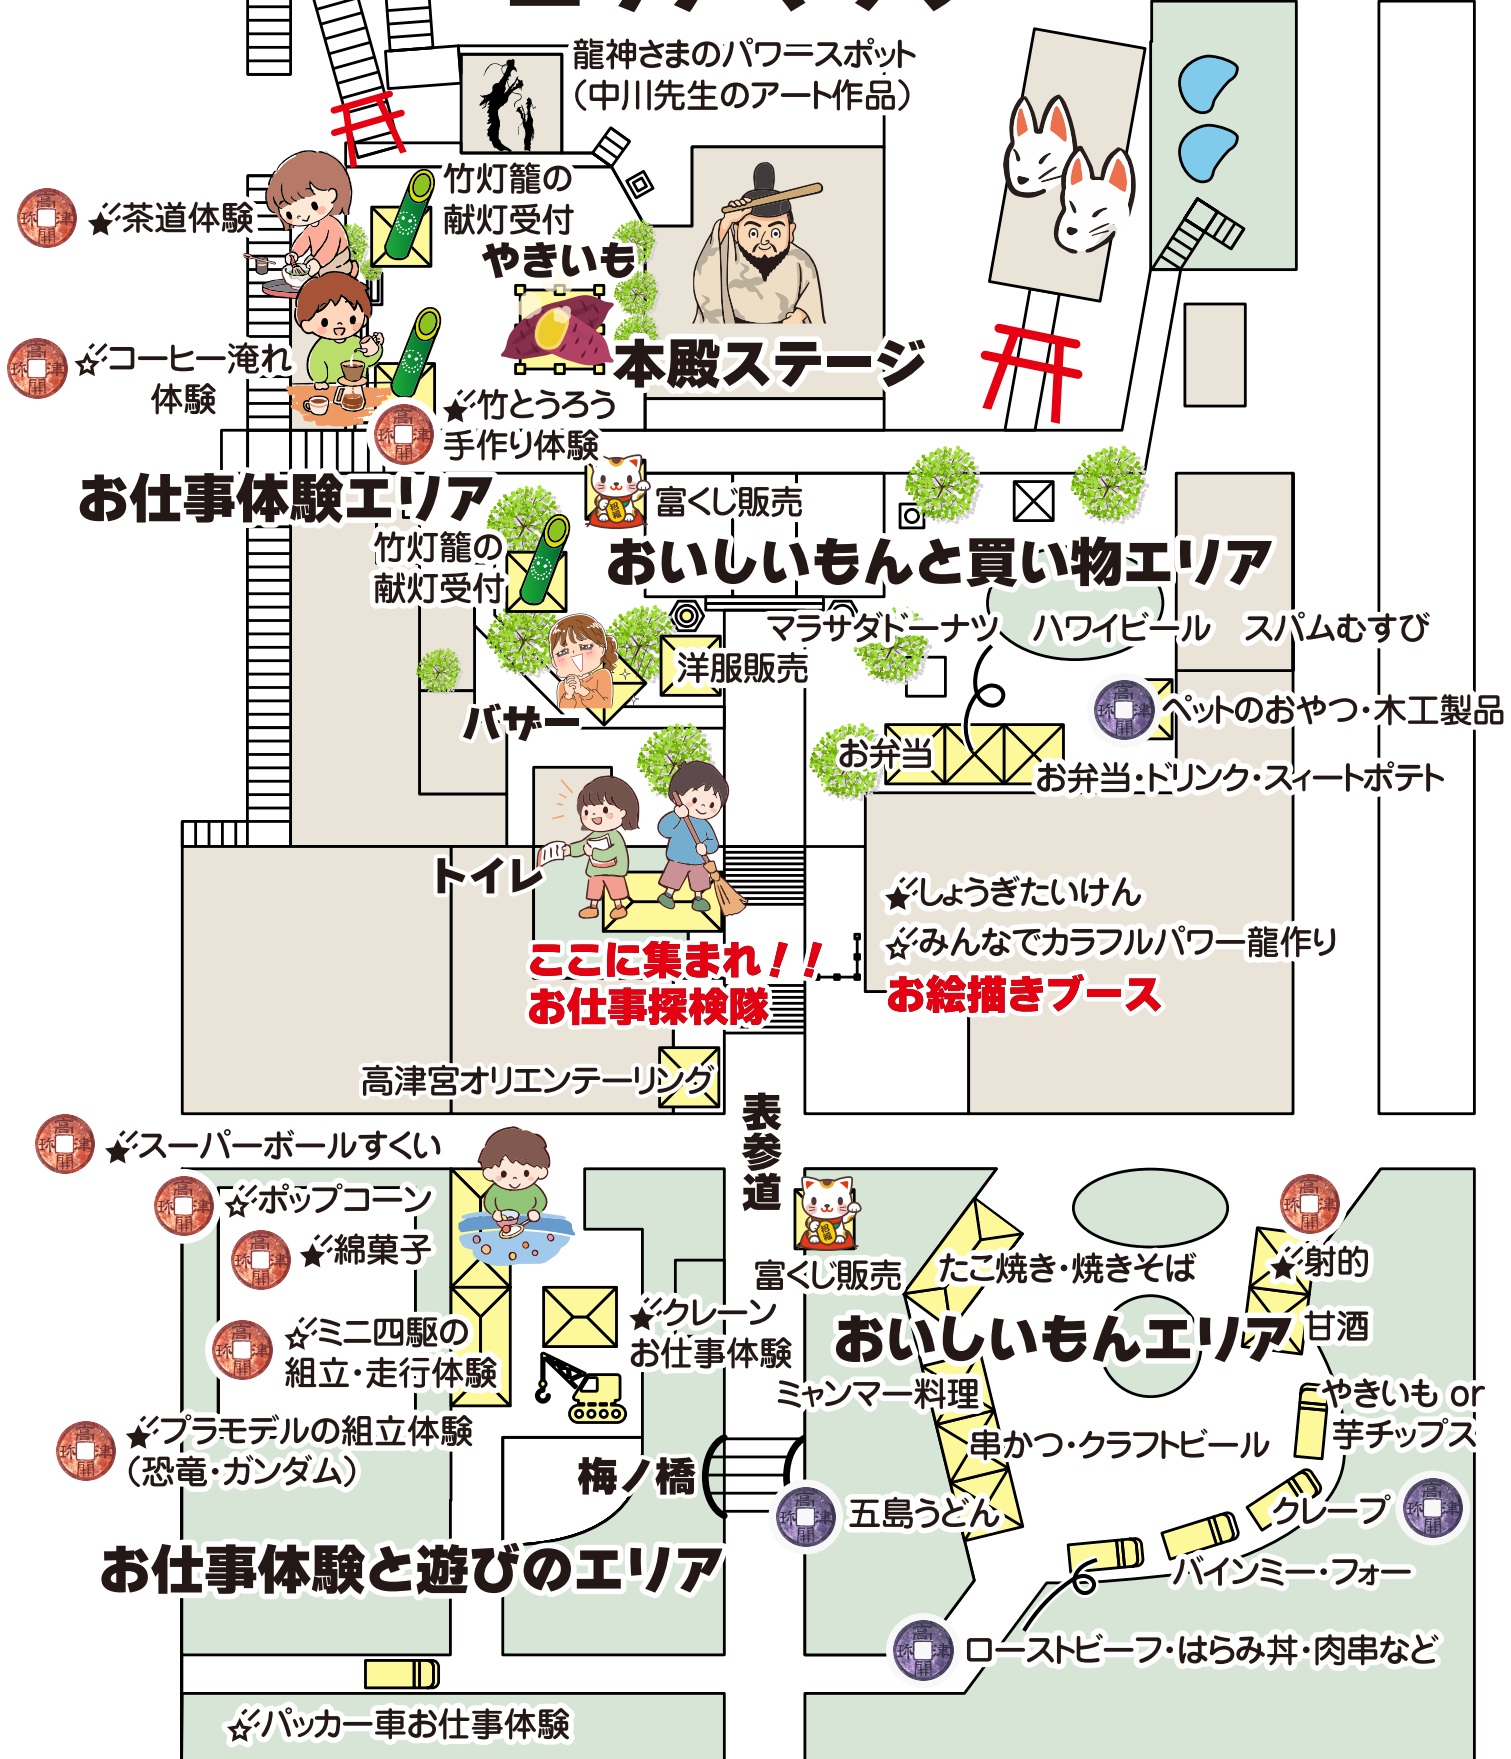 龍神さまのパワースポット
（中川先生のアート作品）
竹灯籠の
献灯受付
★茶道体験
やきいも
本殿ステージ
☆コーヒー淹れ
体験
★竹とうろう
手作り体験
お仕事体験エリア
富くじ販売
竹灯籠の
献灯受付
おいしいもんと買い物エリア
マラサダドーナツ　ハワイビール　スパムむすび
洋服販売
バザー
ペットのおやつ・木工製品
お弁当
お弁当・ドリンク・スィートポテト
トイレ
★しょうぎたいけん
☆みんなでカラフルパワー龍作り
お絵描きブース
ここに集まれ！！
お仕事探検隊
高津宮オリエンテーリング
表参道
★スーパーボールすくい
☆ポップコーン
★綿菓子
☆ミニ四駆の
組立・走行体験
★プラモデルの組立体験
（恐竜・ガンダム）
★クレーン
お仕事体験
富くじ販売
たこ焼き・焼きそば
★射的
おいしいもんエリア
甘酒
ミャンマー料理
やきいも or
芋チップス
串かつ・クラフトビール
梅ノ橋
五島うどん
クレープ
お仕事体験と遊びのエリア
バインミー・フォー
ローストビーフ・はらみ丼・肉串など
☆パッカー車お仕事体験